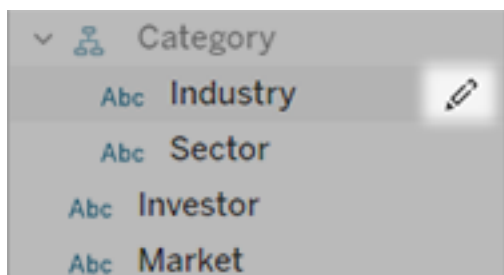 Category
Abc Industry
Abc Sector
Abc Investor
Abc Market